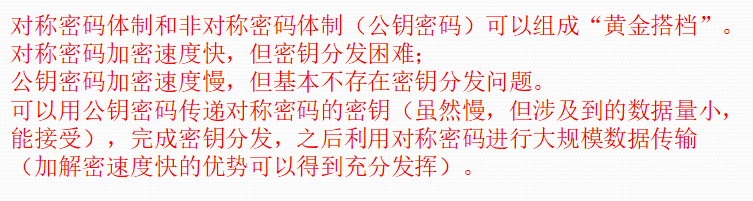 对称密码体制和非对称密码体制（公钥密码）可以组成“黄金搭档”。
对称密码加密速度快，但密钥分发困难；
公钥密码加密速度慢，但基本不存在密钥分发问题。
可以用公钥密码传递对称密码的密钥（虽然慢，但涉及到的数据量小，
能接受），完成密钥分发，之后利用对称密码进行大规模数据传输
（加解密速度快的优势可以得到充分发挥）。